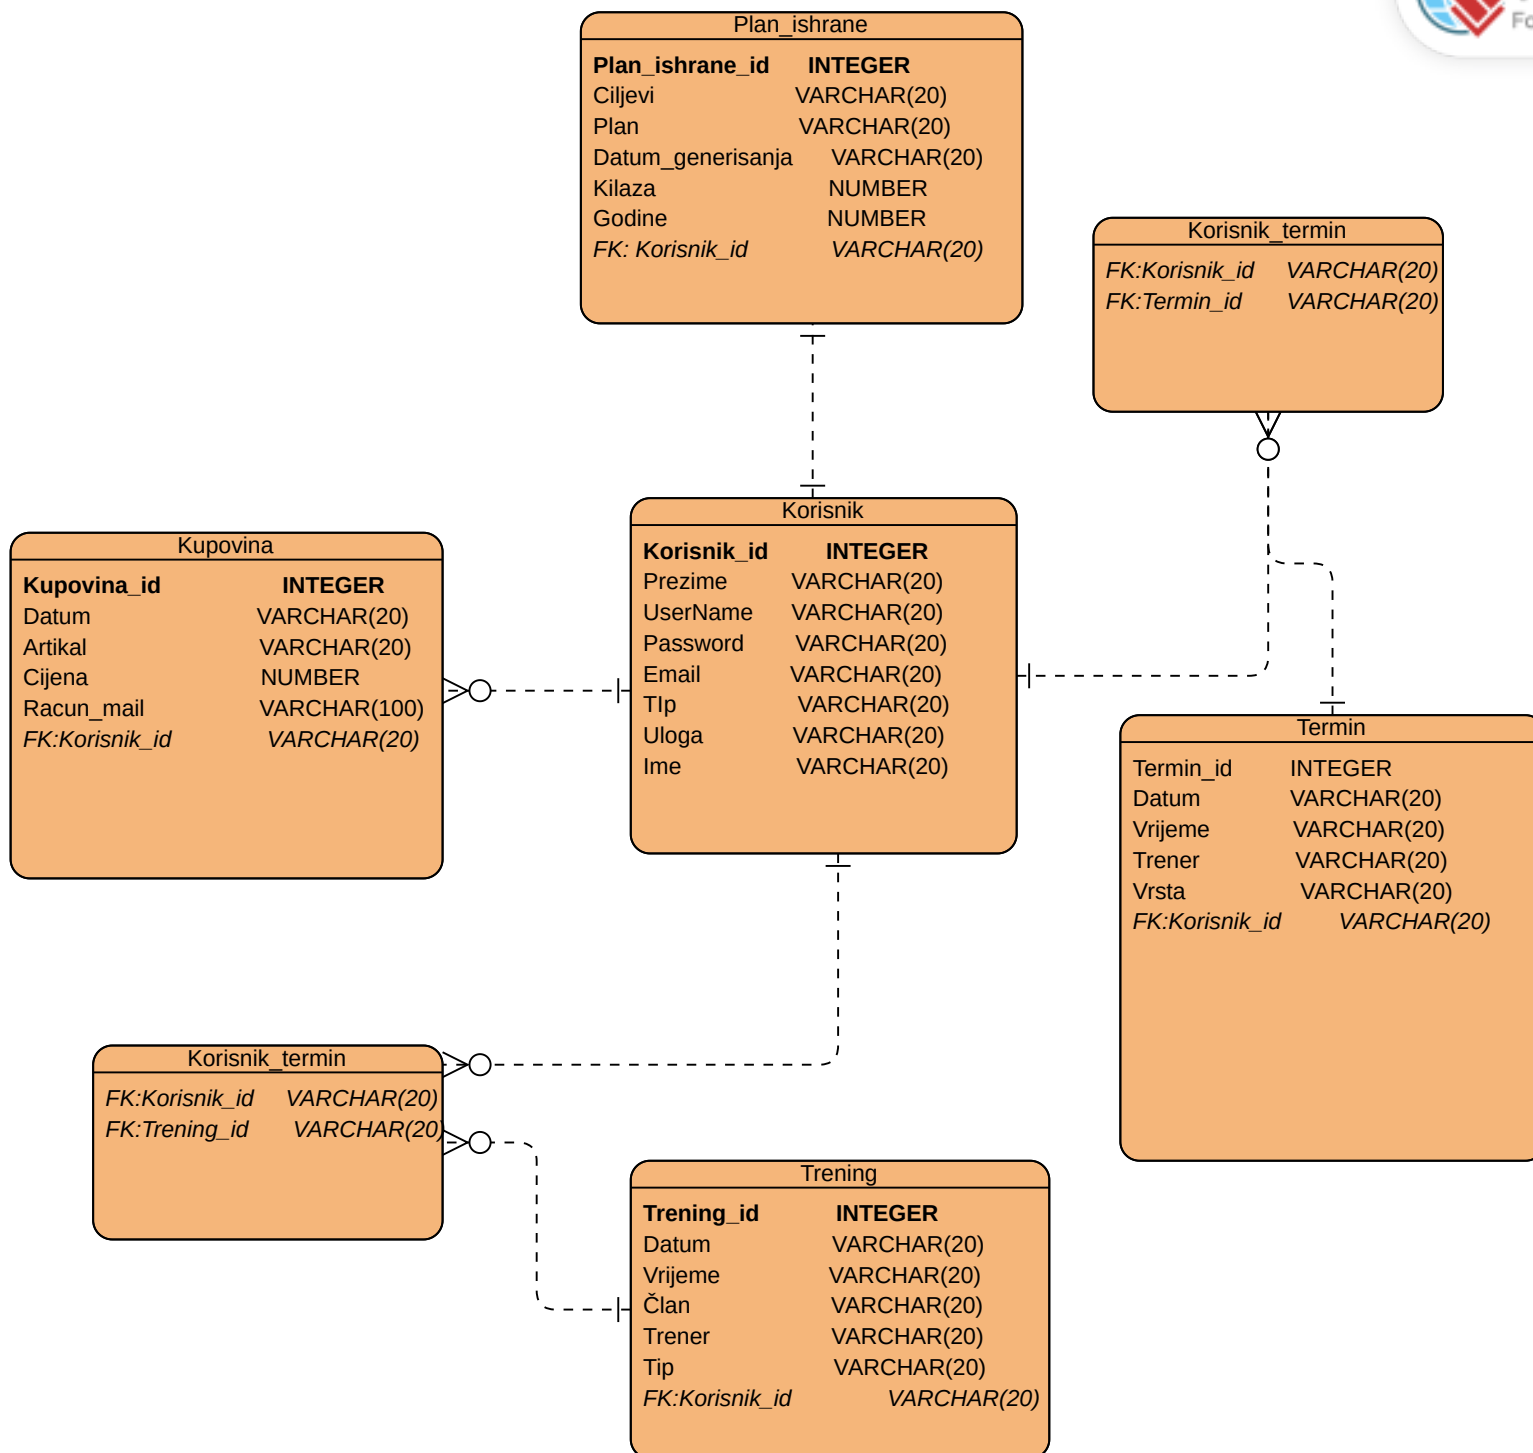 Plan_ishrane
Plan_ishrane_id INTEGER
Ciljevi VARCHAR(20)
Plan VARCHAR(20)
Datum_generisanja VARCHAR(20)
Kilaza NUMBER
Godine NUMBER
FK: Korisnik_id VARCHAR(20)
Korisnik_termin
FK:Korisnik_id VARCHAR(20)
FK:Termin_id VARCHAR(20)
Korisnik
Korisnik_id INTEGER
Prezime VARCHAR(20)
UserName VARCHAR(20)
Password VARCHAR(20)
Email VARCHAR(20)
TIp VARCHAR(20)
Uloga VARCHAR(20)
Ime VARCHAR(20)
Kupovina
Kupovina_id INTEGER
Datum VARCHAR(20)
Artikal VARCHAR(20)
Cijena NUMBER
Racun_mail VARCHAR(100)
FK:Korisnik_id VARCHAR(20)
Termin
Termin_id INTEGER
Datum VARCHAR(20)
Vrijeme VARCHAR(20)
Trener VARCHAR(20)
Vrsta VARCHAR(20)
FK:Korisnik_id VARCHAR(20)
Korisnik_termin
FK:Korisnik_id VARCHAR(20)
FK:Trening_id VARCHAR(20)
Trening
Trening_id INTEGER
Datum VARCHAR(20)
Vrijeme VARCHAR(20)
Član VARCHAR(20)
Trener VARCHAR(20)
Tip VARCHAR(20)
FK:Korisnik_id VARCHAR(20)